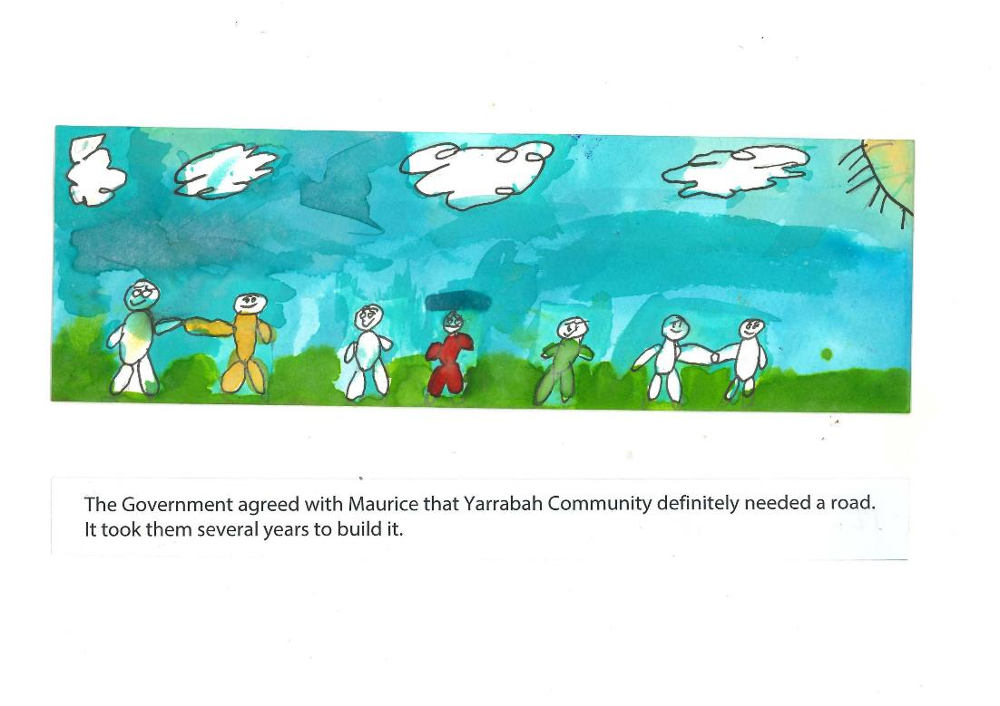 The Government agreed with Maurice that Yarrabah Community definitely needed a road.
It took them several years to build it.